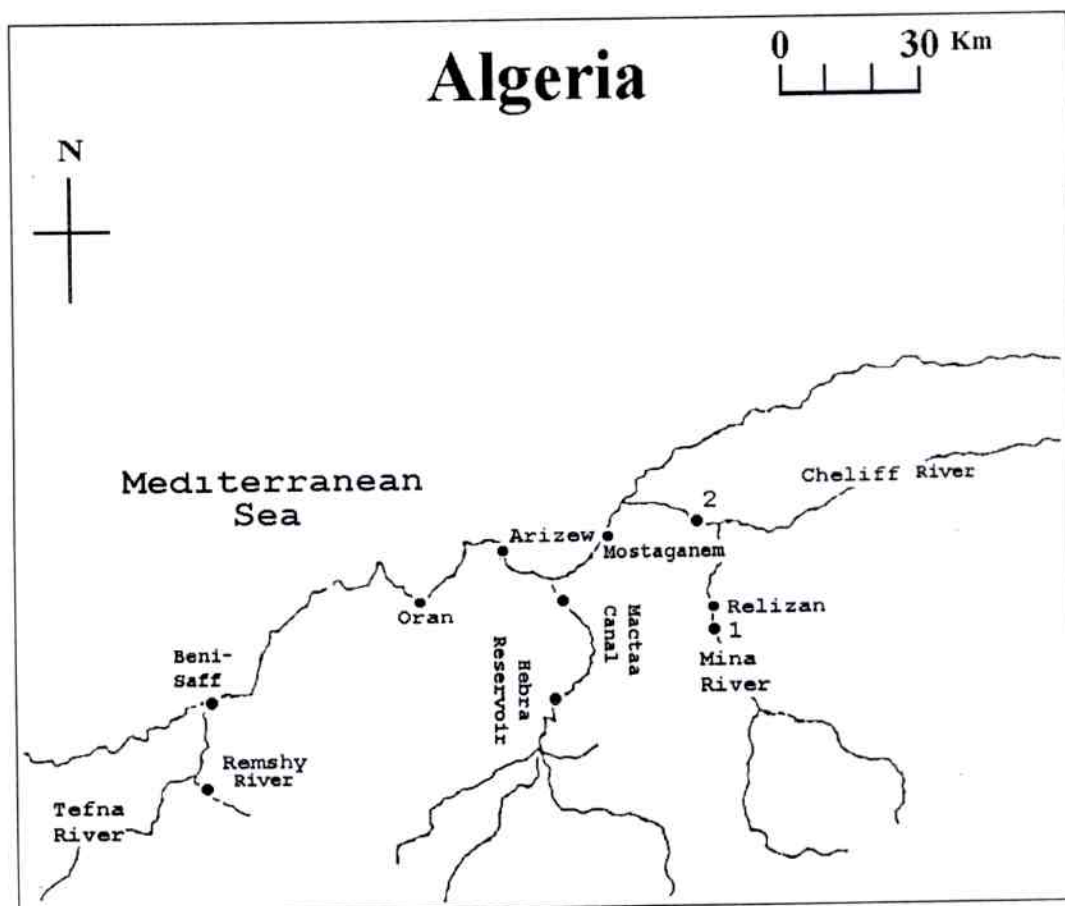 Algeria
0 30 Km
N
Mediterranean
Sea
Cheliff River
2
Arizew
Mostaganem
Oran
Mactaa
Canal
Relizan
1
Mina
River
Hebra
Reservoir
Beni-
Saff
Remshy
River
Tefna
River